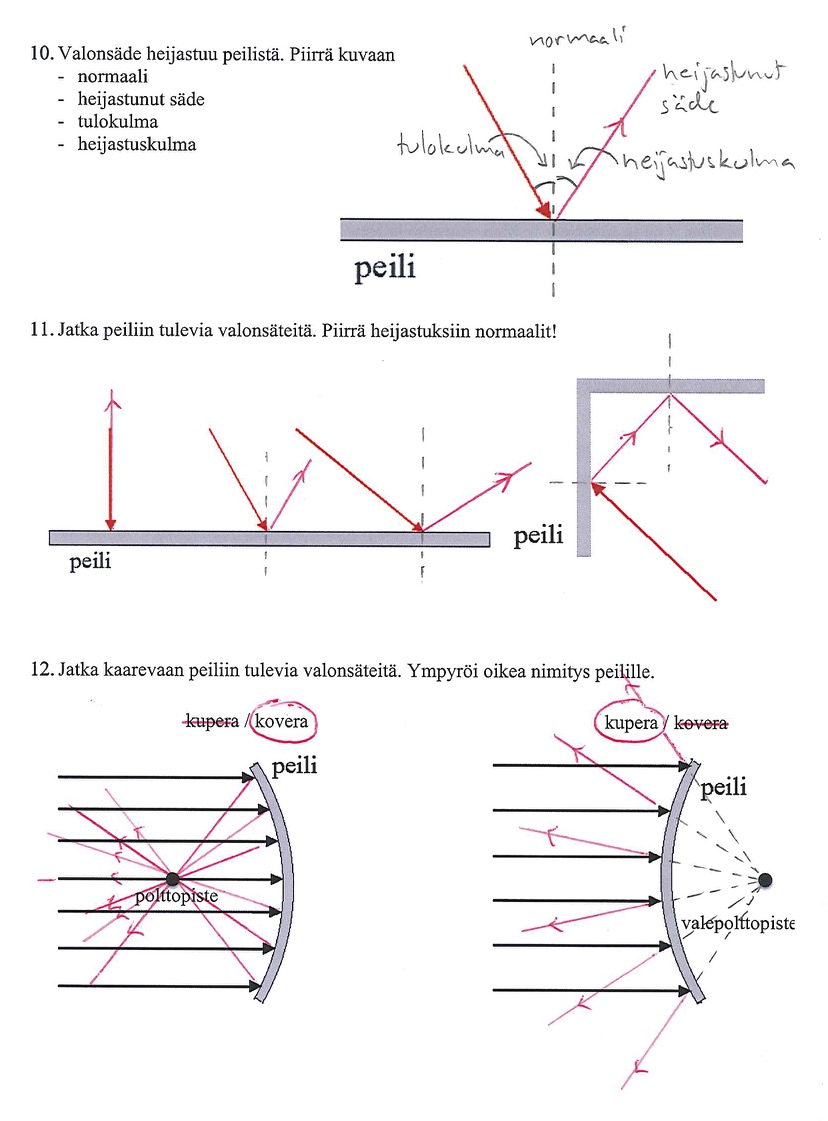 10. Valonsäde heijastuu peilistä. Piirrä kuvaan
- normaali
- heijastunut säde
- tulokulma
- heijastuskulma
normaali
heijastunut
säde
tulokulma
heijastuskulma
peili
11. Jatka peiliin tulevia valonsäteitä. Piirrä heijastuksiin normaalit!
peili
peili
12. Jatka kaarevaan peiliin tulevia valonsäteitä. Ympyröi oikea nimitys peilille.
kupera / kovera
peili
polttopiste
kupera / kovera
peili
valepolttopiste